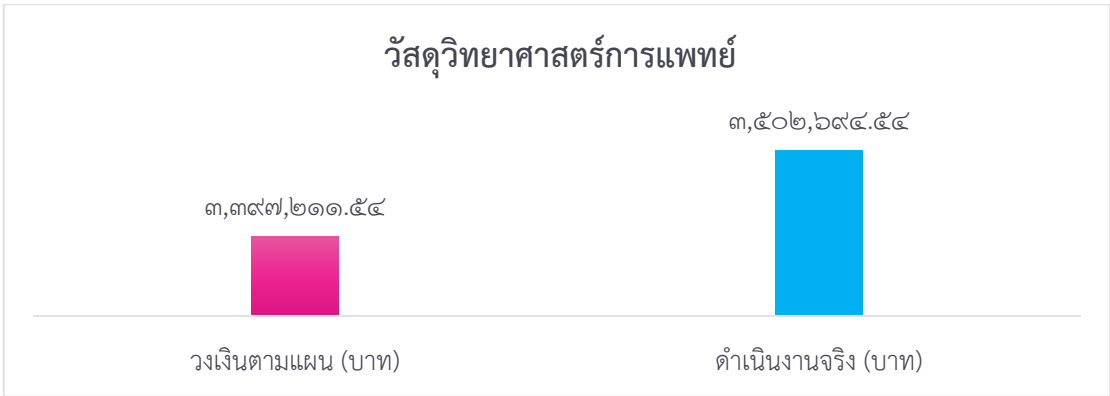 วัสดุวิทยาศาสตร์การแพทย์
๓,๕๐๒,๖๙๔.๕๔
๓,๓๙๗,๒๑๑.๕๔
วงเงินตามแผน (บาท)
ดำเนินงานจริง (บาท)